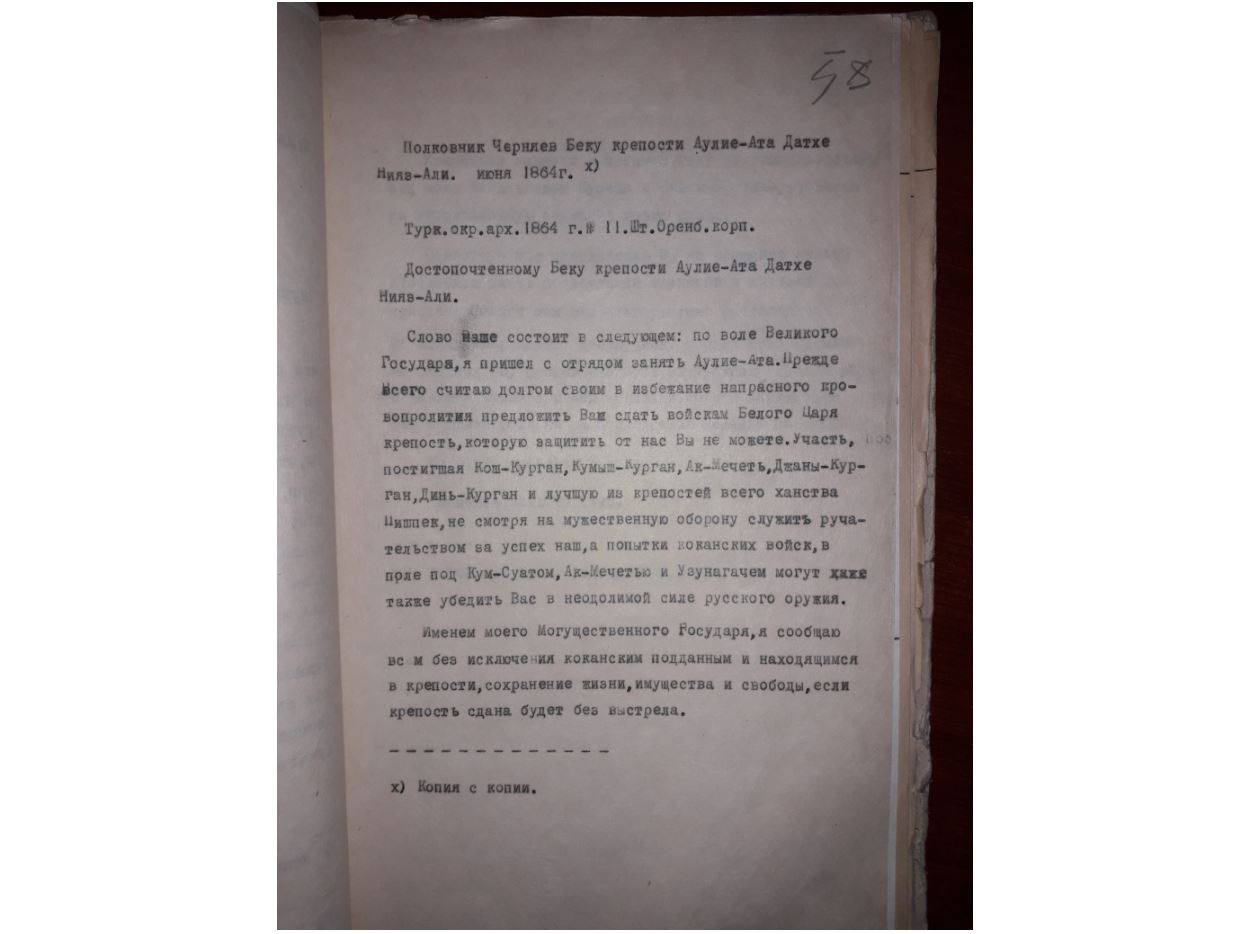 58
Полковник Черняев Беку крепости Аулие-Ата Датхе
Нияз-Али. июня 1864г. х)
Турк.окр.арх.1864 г.№ 11.Шт.Оренб.корп.
Достопочтенному Беку крепости Аулие-Ата Датхе
Нияз-Али.
Слово Наше состоит в следующем: по воле Великого
Государя,я пришел с отрядом занять Аулие-Ата.Прежде
Всего считаю долгом своим в избежание напрасного кро-
вопролития предложить Вам сдать войскам Белого Царя
крепость,которую защитить от нас Вы не можете.Участь,
постигшая Кош-Курган,Кумыш-Курган,Ак-Мечеть,Джаны-Кур-
ган,Динь-Курган и лучшую из крепостей всего ханства
Пишпек,не смотря на мужественную оборону служить руча-
тельством за успех наш,а попытки коканских войск,в
поле под Кум-Суатом,Ак-Мечетью и Узунагачем могут даже
также убедить Вас в неодолимой силе русского оружия.
Именем моего Могущественного Государя,я сообщаю
вс м без исключения коканским подданным и находящимся
в крепости,сохранение жизни,имущества и свободы,если
крепость сдана будет без выстрела.
- - - - - - - - - - - - -
х) Копия с копии.